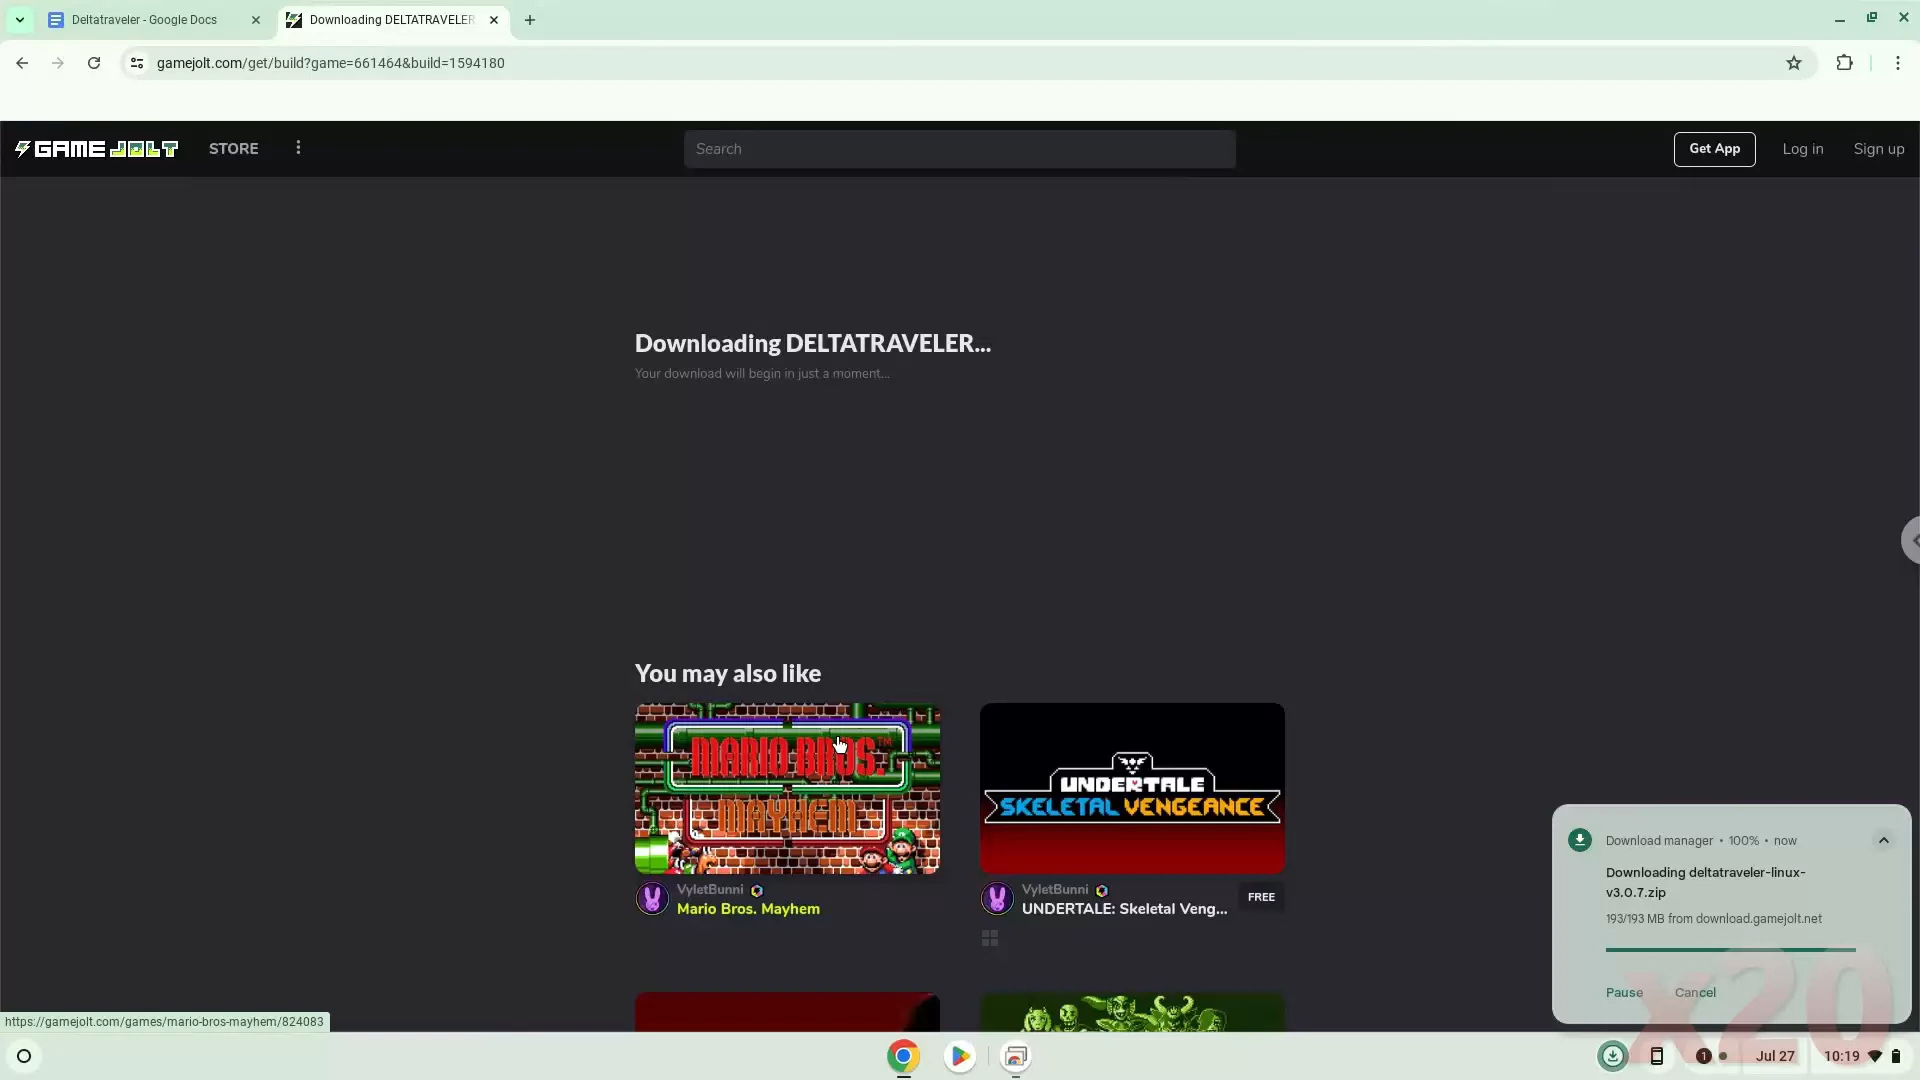 Deltatraveler - Google Docs
Downloading DELTATRAVELER
gamejolt.com/get/build?game=661464&build=1594180
GAME JOLT
STORE
Search
Get App
Log in
Sign up
Downloading DELTATRAVELER...
Your download will begin in just a moment...
You may also like
MARIO BROS.™
MAYHEM
UNDERTALE
SKELETAL VENGEANCE
VyletBunni
Mario Bros. Mayhem
VyletBunni
UNDERTALE: Skeletal Veng...
FREE
Download manager • 100% • now
Downloading deltatraveler-linux-
v3.0.7.zip
193/193 MB from download.gamejolt.net
Pause
Cancel
x20
https://gamejolt.com/games/mario-bros-mayhem/824083
1
Jul 27
10:19